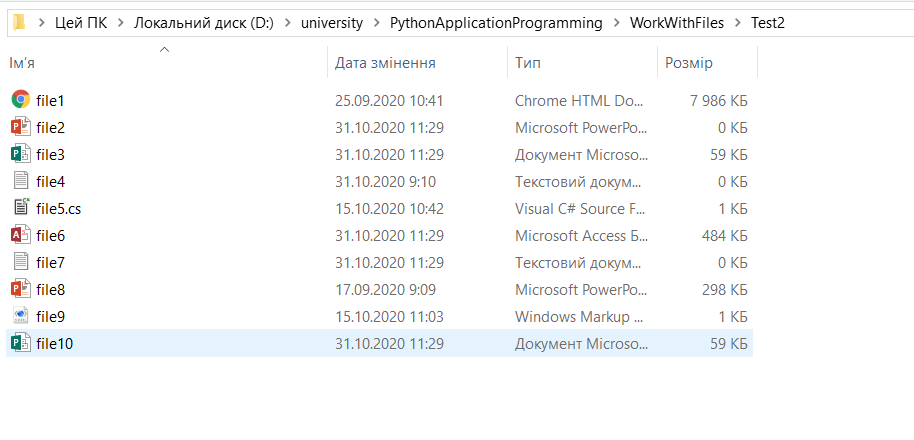 Цей ПК > Локальний диск (D:) > university > PythonApplicationProgramming > WorkWithFiles > Test2
Ім’я Дата змінення Тип Розмір
file1 25.09.2020 10:41 Chrome HTML Do... 7 986 КБ
file2 31.10.2020 11:29 Microsoft PowerPo... 0 КБ
file3 31.10.2020 11:29 Документ Microso... 59 КБ
file4 31.10.2020 9:10 Текстовий докум... 0 КБ
file5.cs 15.10.2020 10:42 Visual C# Source F... 1 КБ
file6 31.10.2020 11:29 Microsoft Access Б... 484 КБ
file7 31.10.2020 11:29 Текстовий докум... 0 КБ
file8 17.09.2020 9:09 Microsoft PowerPo... 298 КБ
file9 15.10.2020 11:03 Windows Markup ... 1 КБ
file10 31.10.2020 11:29 Документ Microso... 59 КБ